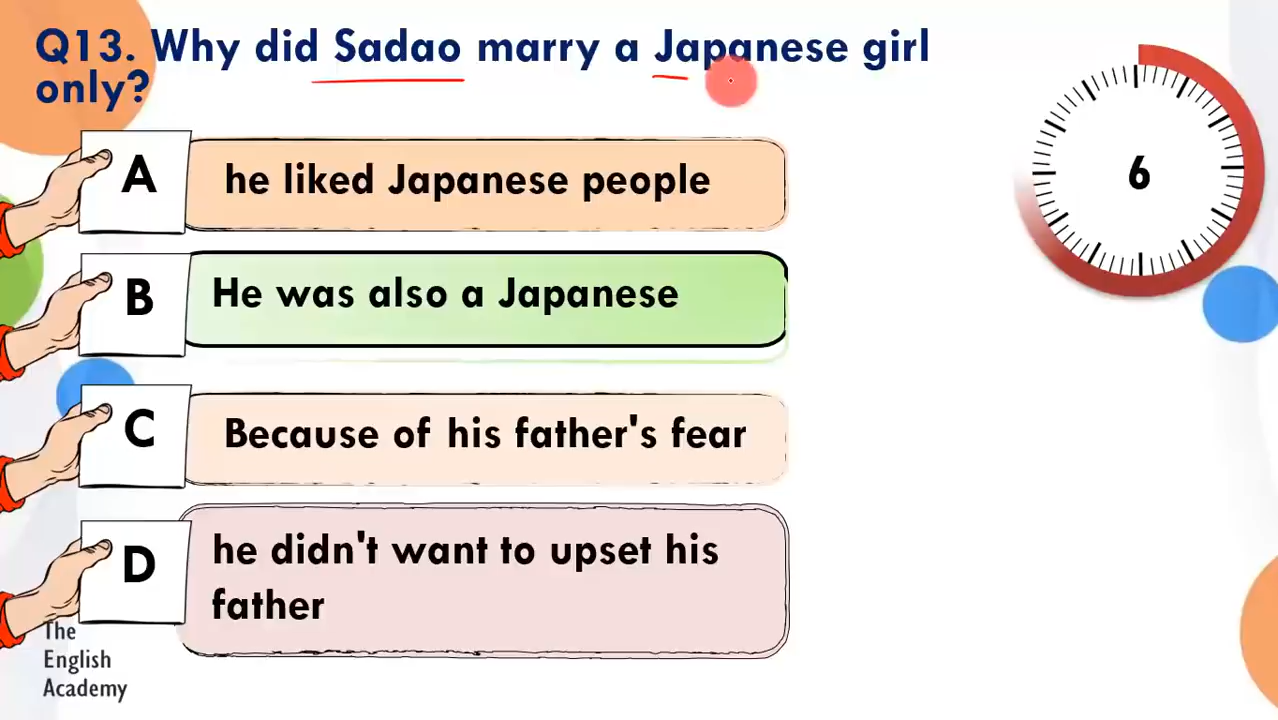 Q13. Why did Sadao marry a Japanese girl
only?
6
A
he liked Japanese people
B
He was also a Japanese
C
Because of his father's fear
D
he didn't want to upset his
father
The
English
Academy